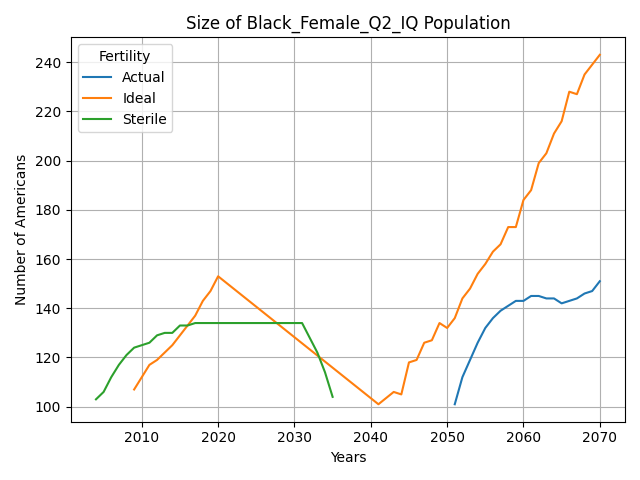 Size of Black_Female_Q2_IQ Population
Fertility
Actual
Ideal
Sterile
Number of Americans
240
220
200
180
160
140
120
100
2010 2020 2030 2040 2050 2060 2070
Years